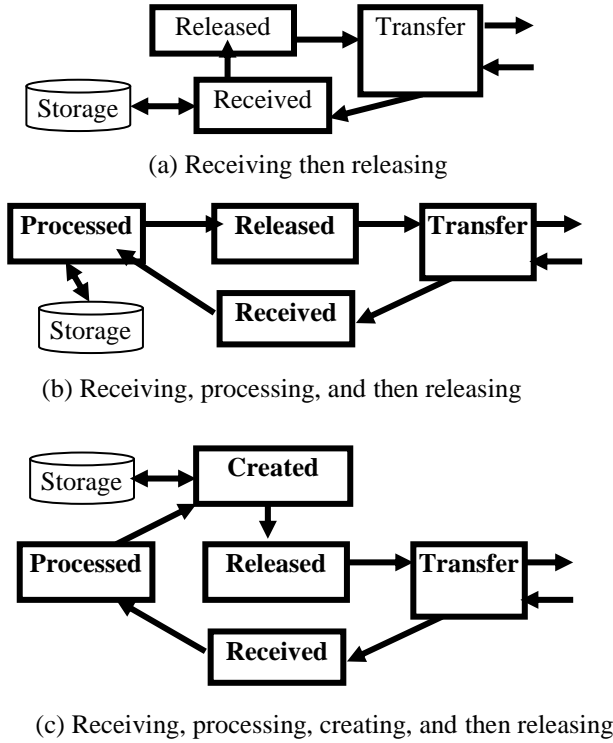 Released
Transfer
Storage
Received
(a) Receiving then releasing
Processed
Released
Transfer
Storage
Received
(b) Receiving, processing, and then releasing
Storage
Created
Processed
Released
Transfer
Received
(c) Receiving, processing, creating, and then releasing